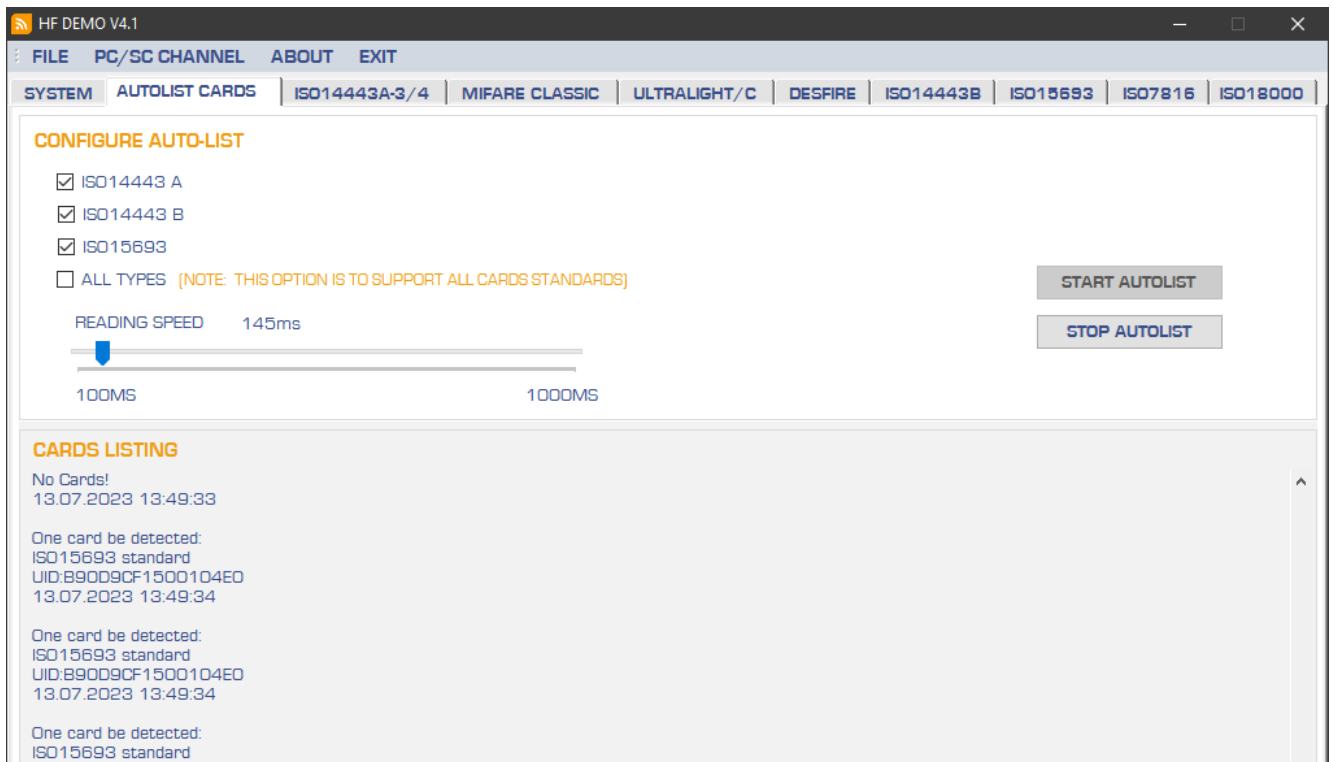 HF DEMO V4.1
FILE PC/SC CHANNEL ABOUT EXIT
SYSTEM AUTOLIST CARDS ISO14443A-3/4 MIFARE CLASSIC ULTRALIGHT/C DESFIRE ISO14443B ISO15693 ISO7816 ISO18000
CONFIGURE AUTO-LIST
ISO14443 A
ISO14443 B
ISO15693
ALL TYPES (NOTE: THIS OPTION IS TO SUPPORT ALL CARDS STANDARDS)
START AUTOLIST
READING SPEED 145ms
STOP AUTOLIST
100MS 1000MS
CARDS LISTING
No Cards!
13.07.2023 13:49:33
One card be detected:
ISO15693 standard
UID:B90D9CF1500104E0
13.07.2023 13:49:34
One card be detected:
ISO15693 standard
UID:B90D9CF1500104E0
13.07.2023 13:49:34
One card be detected:
ISO15693 standard